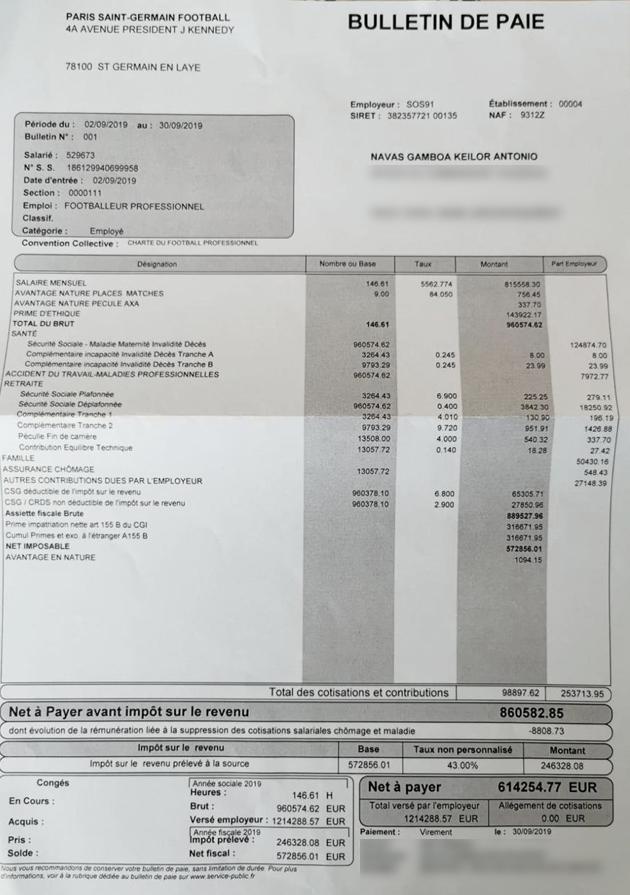 PARIS SAINT-GERMAIN FOOTBALL
4A AVENUE PRESIDENT J KENNEDY
78100 ST GERMAIN EN LAYE
BULLETIN DE PAIE
Employeur : SOS91 Établissement : 00004
SIRET : 382357721 00135 NAF : 9312Z
Période du : 02/09/2019 au : 30/09/2019
Bulletin N° : 001
Salarié : 529673
N° S. S. 186129940699958
Date d'entrée : 02/09/2019
Section : 0000111
Emploi : FOOTBALLEUR PROFESSIONNEL
Classif.
Catégorie : Employé
Convention Collective : CHARTE DU FOOTBALL PROFESSIONNEL
NAVAS GAMBOA KEILOR ANTONIO
Désignation Nombre ou Base Taux Montant Part Employeur
SALAIRE MENSUEL 146.61 5562.774 815558.30
AVANTAGE NATURE PLACES MATCHES 9.00 84.050 756.45
AVANTAGE NATURE PECULE AXA 337.70
PRIME D'ETHIQUE 143922.17
TOTAL DU BRUT 146.61 960574.62
SANTÉ
Sécurité Sociale - Maladie Maternité Invalidité Décès 960574.62 124874.70
Complémentaire incapacité Invalidité Décès Tranche A 3264.43 0.245 8.00 8.00
Complémentaire incapacité Invalidité Décès Tranche B 9793.29 0.245 23.99 23.99
ACCIDENT DU TRAVAIL-MALADIES PROFESSIONNELLES 960574.62 7972.77
RETRAITE
Sécurité Sociale Plafonnée 3264.43 6.900 225.25 279.11
Sécurité Sociale Déplafonnée 960574.62 0.400 3842.30 18250.92
Complémentaire Tranche 1 3264.43 4.010 130.90 196.19
Complémentaire Tranche 2 9793.29 9.720 951.91 1426.88
Pécule Fin de carrière 13508.00 4.000 540.32 337.70
Contribution Equilibre Technique 13057.72 0.140 18.28 27.42
FAMILLE 50430.16
ASSURANCE CHÔMAGE 13057.72 548.43
AUTRES CONTRIBUTIONS DUES PAR L'EMPLOYEUR 27148.39
CSG déductible de l'impôt sur le revenu 960378.10 6.800 65305.71
CSG / CRDS non déductible de l'impôt sur le revenu 960378.10 2.900 27850.96
Assiette fiscale Brute 889527.96
Prime impatriation nette art 155 B du CGI 316671.95
Cumul Primes et exo. à l'étranger A155 B 316671.95
NET IMPOSABLE 572856.01
AVANTAGE EN NATURE 1094.15
Total des cotisations et contributions 98897.62 253713.95
Net à Payer avant impôt sur le revenu 860582.85
dont évolution de la rémunération liée à la suppression des cotisations salariales chômage et maladie -8808.73
Impôt sur le revenu Base Taux non personnalisé Montant
Impôt sur le revenu prélevé à la source 572856.01 43.00% 246328.08
Congés
En Cours :
Acquis :
Pris :
Solde :
Année sociale 2019
Heures : 146.61 H
Brut : 960574.62 EUR
Versé employeur : 1214288.57 EUR
Année fiscale 2019
Impôt prélevé : 246328.08 EUR
Net fiscal : 572856.01 EUR
Net à payer 614254.77 EUR
Total versé par l'employeur Allégement de cotisations
1214288.57 EUR 0.00 EUR
Paiement : Virement le : 30/09/2019
Nous vous recommandons de conserver votre bulletin de paie, sans limitation de durée. Pour plus
d'informations, voir à la rubrique dédiée au bulletin de paie sur www.service-public.fr